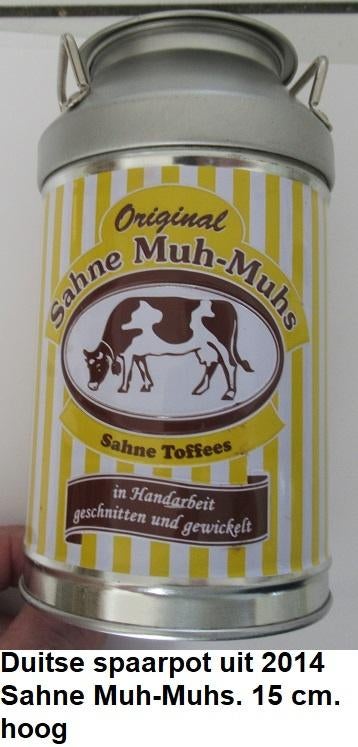 Original
Sahne Muh-Muhs
Sahne Toffees
in Handarbeit
geschnitten und gewickelt
Duitse spaarpot uit 2014
Sahne Muh-Muhs. 15 cm.
hoog